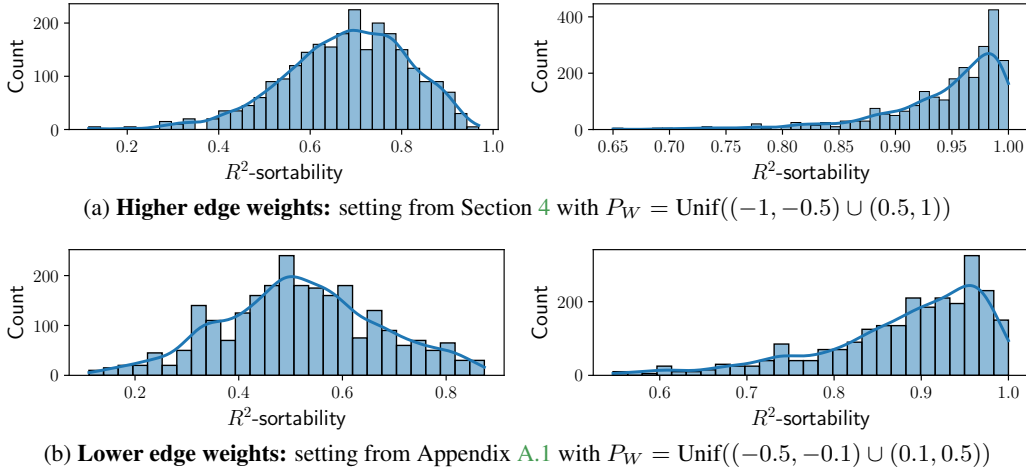 200
100
0
Count
0.2 0.4 0.6 0.8 1.0
R²-sortability
400
200
0
Count
0.65 0.70 0.75 0.80 0.85 0.90 0.95 1.00
R²-sortability
(a) Higher edge weights: setting from Section 4 with P_W = Unif((−1, −0.5) ∪ (0.5, 1))
200
100
0
Count
0.2 0.4 0.6 0.8
R²-sortability
200
0
Count
0.6 0.7 0.8 0.9 1.0
R²-sortability
(b) Lower edge weights: setting from Appendix A.1 with P_W = Unif((−0.5, −0.1) ∪ (0.1, 0.5))